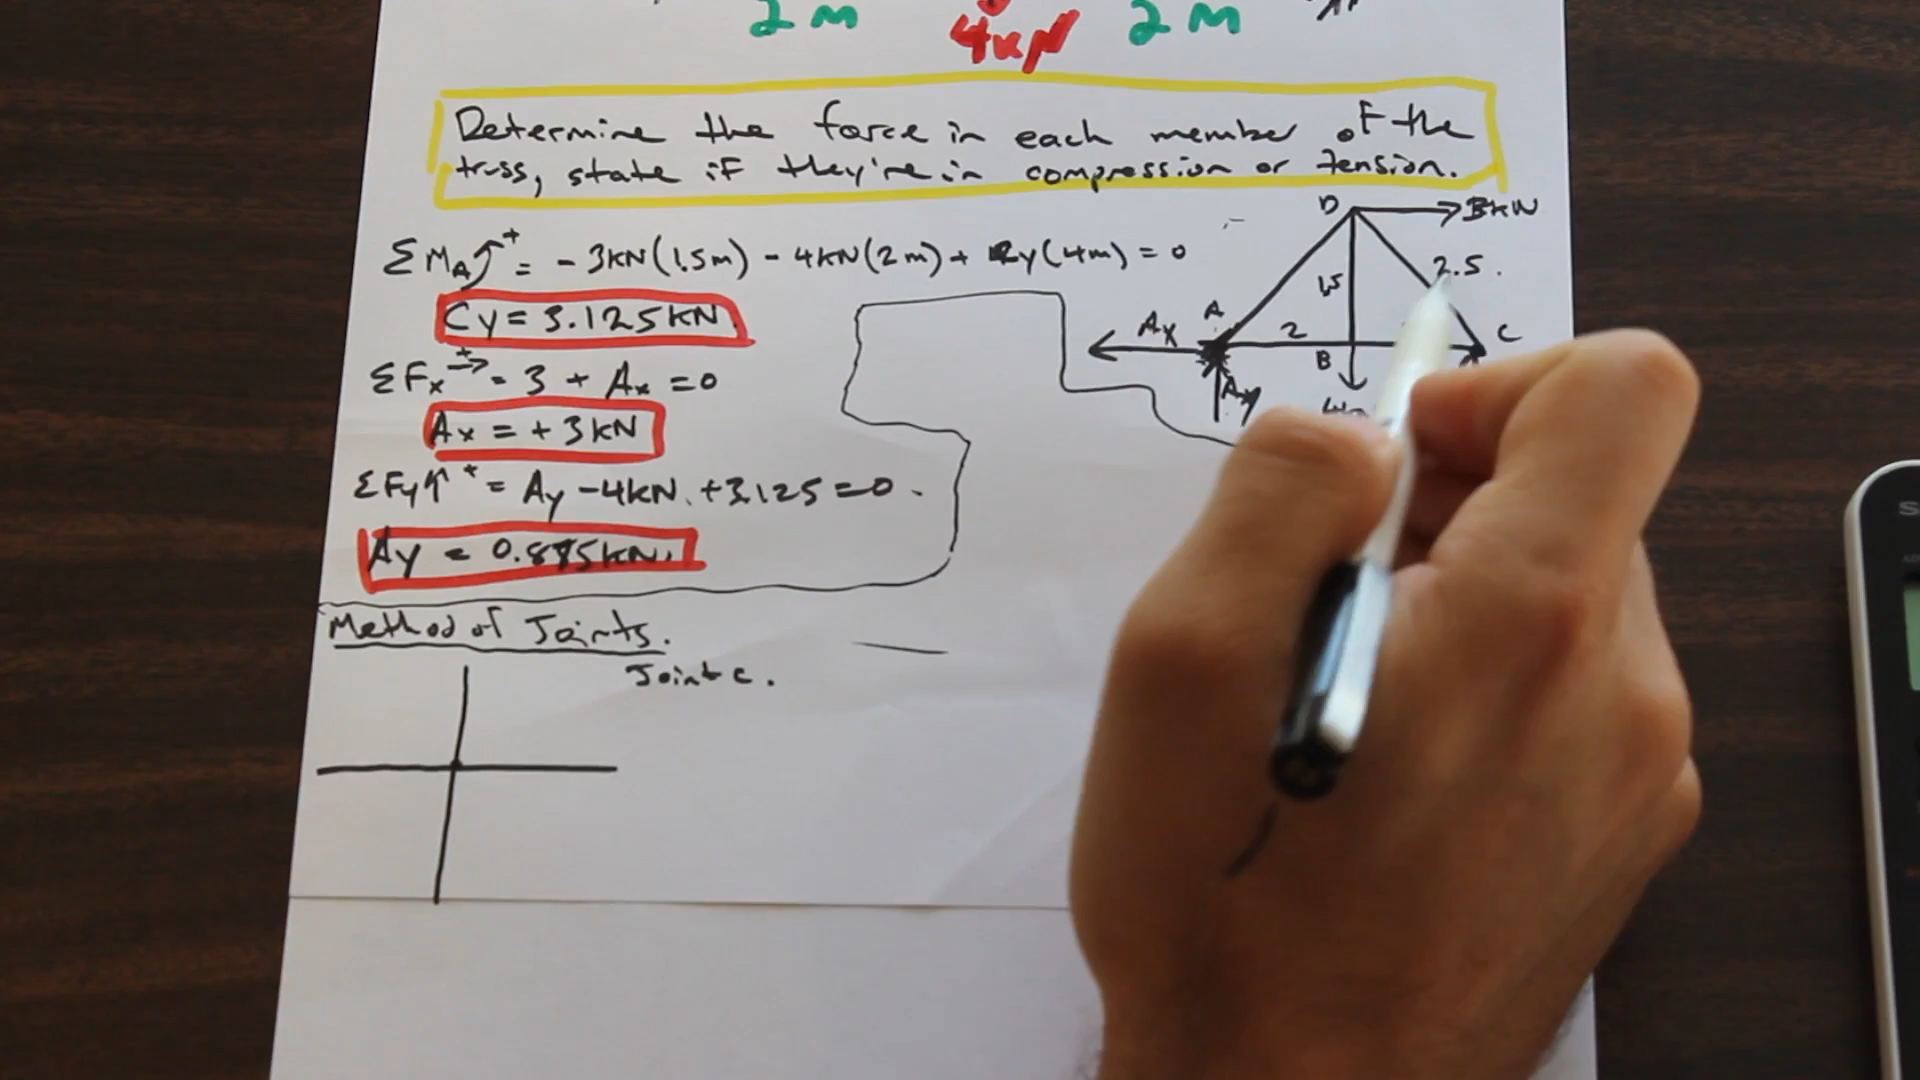 2 m 4kN 2 m
Determine the force in each member of the
truss, state if they're in compression or tension.
ΣMA + = - 3kN(1.5m) - 4kN(2m) + Cy(4m) = 0
Cy = 3.125KN.
ΣFx + = 3 + Ax = 0
Ax = + 3kN
ΣFy + = Ay - 4kN. + 3.125 = 0.
Ay = 0.875kN.
Method of Joints.
Joint C.
D 3KN
2.5.
1.5
A
Ax 2 C
B
Ay